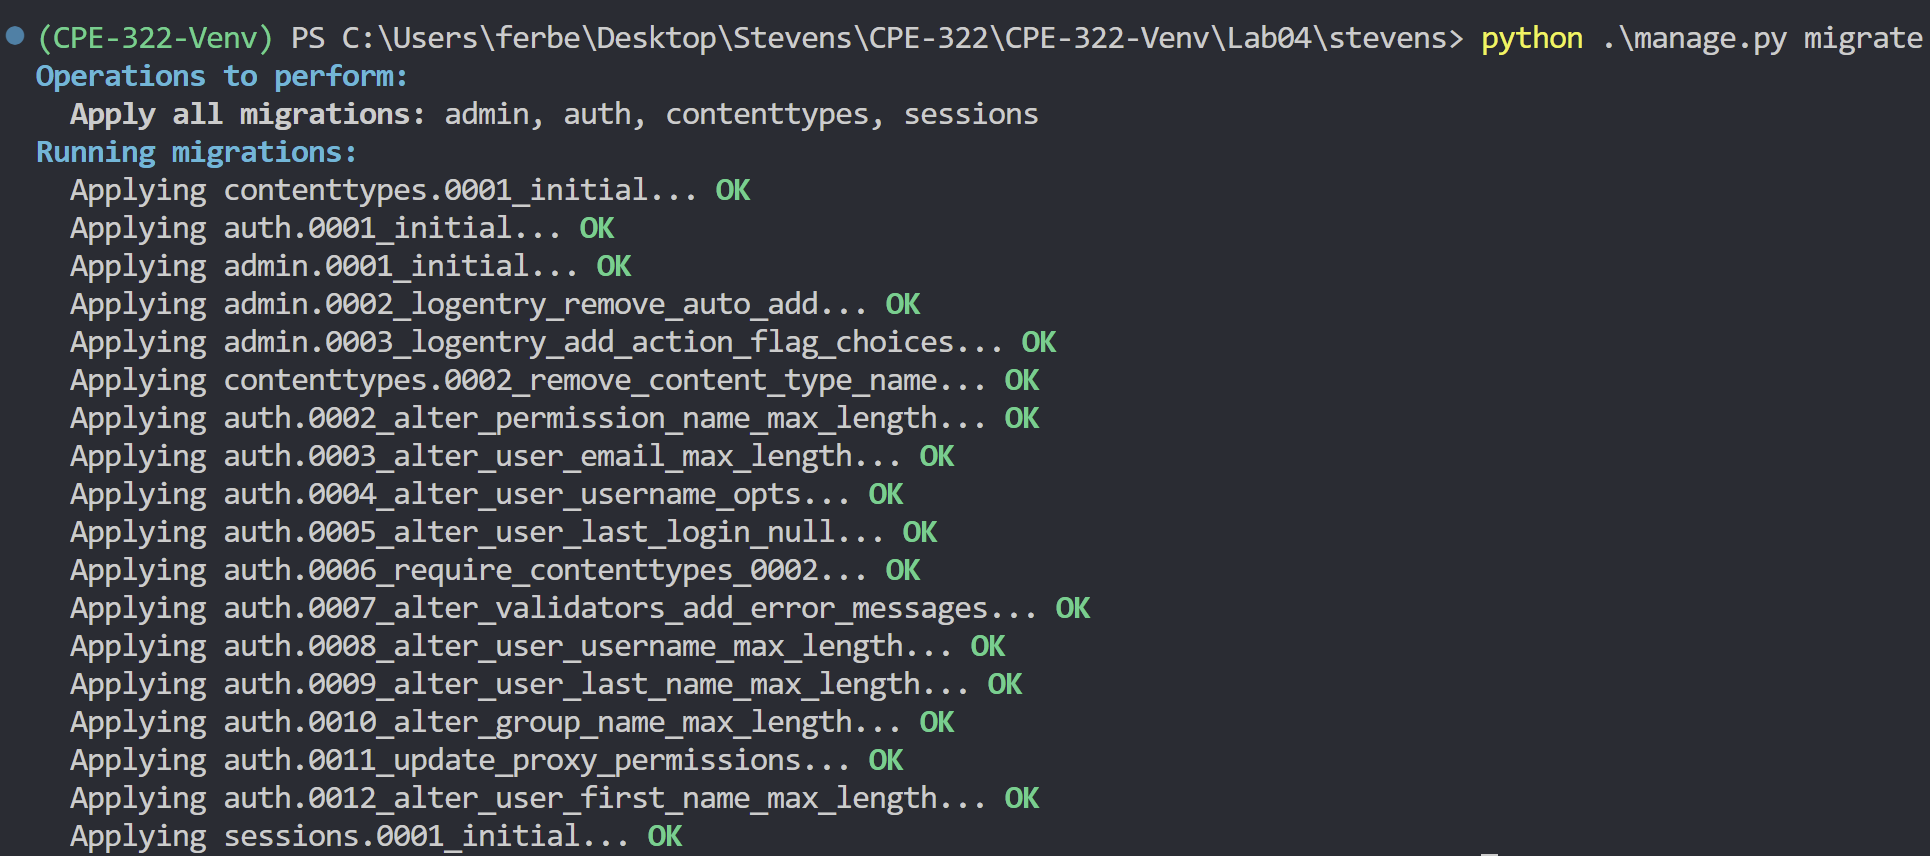 (CPE-322-Venv) PS C:\Users\ferbe\Desktop\Stevens\CPE-322\CPE-322-Venv\Lab04\stevens> python .\manage.py migrate
Operations to perform:
  Apply all migrations: admin, auth, contenttypes, sessions
Running migrations:
  Applying contenttypes.0001_initial... OK
  Applying auth.0001_initial... OK
  Applying admin.0001_initial... OK
  Applying admin.0002_logentry_remove_auto_add... OK
  Applying admin.0003_logentry_add_action_flag_choices... OK
  Applying contenttypes.0002_remove_content_type_name... OK
  Applying auth.0002_alter_permission_name_max_length... OK
  Applying auth.0003_alter_user_email_max_length... OK
  Applying auth.0004_alter_user_username_opts... OK
  Applying auth.0005_alter_user_last_login_null... OK
  Applying auth.0006_require_contenttypes_0002... OK
  Applying auth.0007_alter_validators_add_error_messages... OK
  Applying auth.0008_alter_user_username_max_length... OK
  Applying auth.0009_alter_user_last_name_max_length... OK
  Applying auth.0010_alter_group_name_max_length... OK
  Applying auth.0011_update_proxy_permissions... OK
  Applying auth.0012_alter_user_first_name_max_length... OK
  Applying sessions.0001_initial... OK